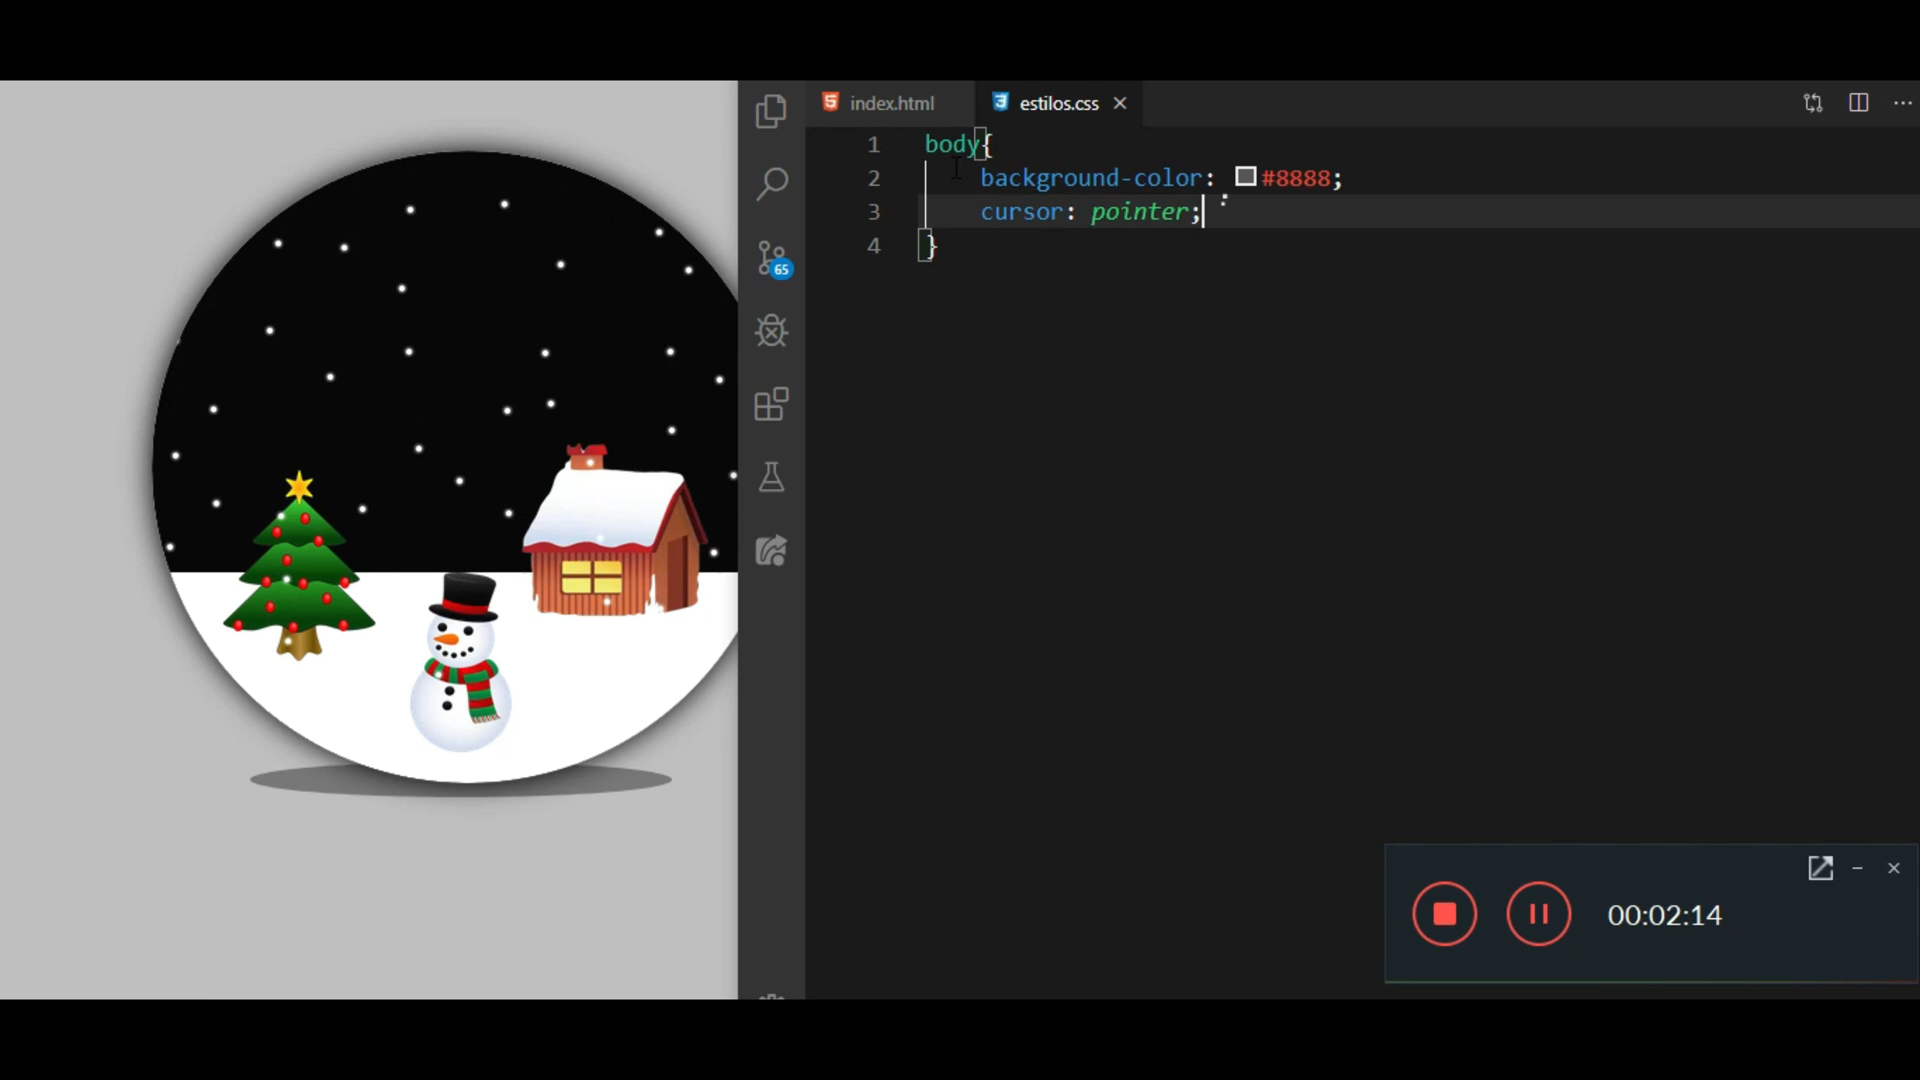 index.html
estilos.css
1 body{
2 background-color: #8888;
3 cursor: pointer;
4 }
65
00:02:14